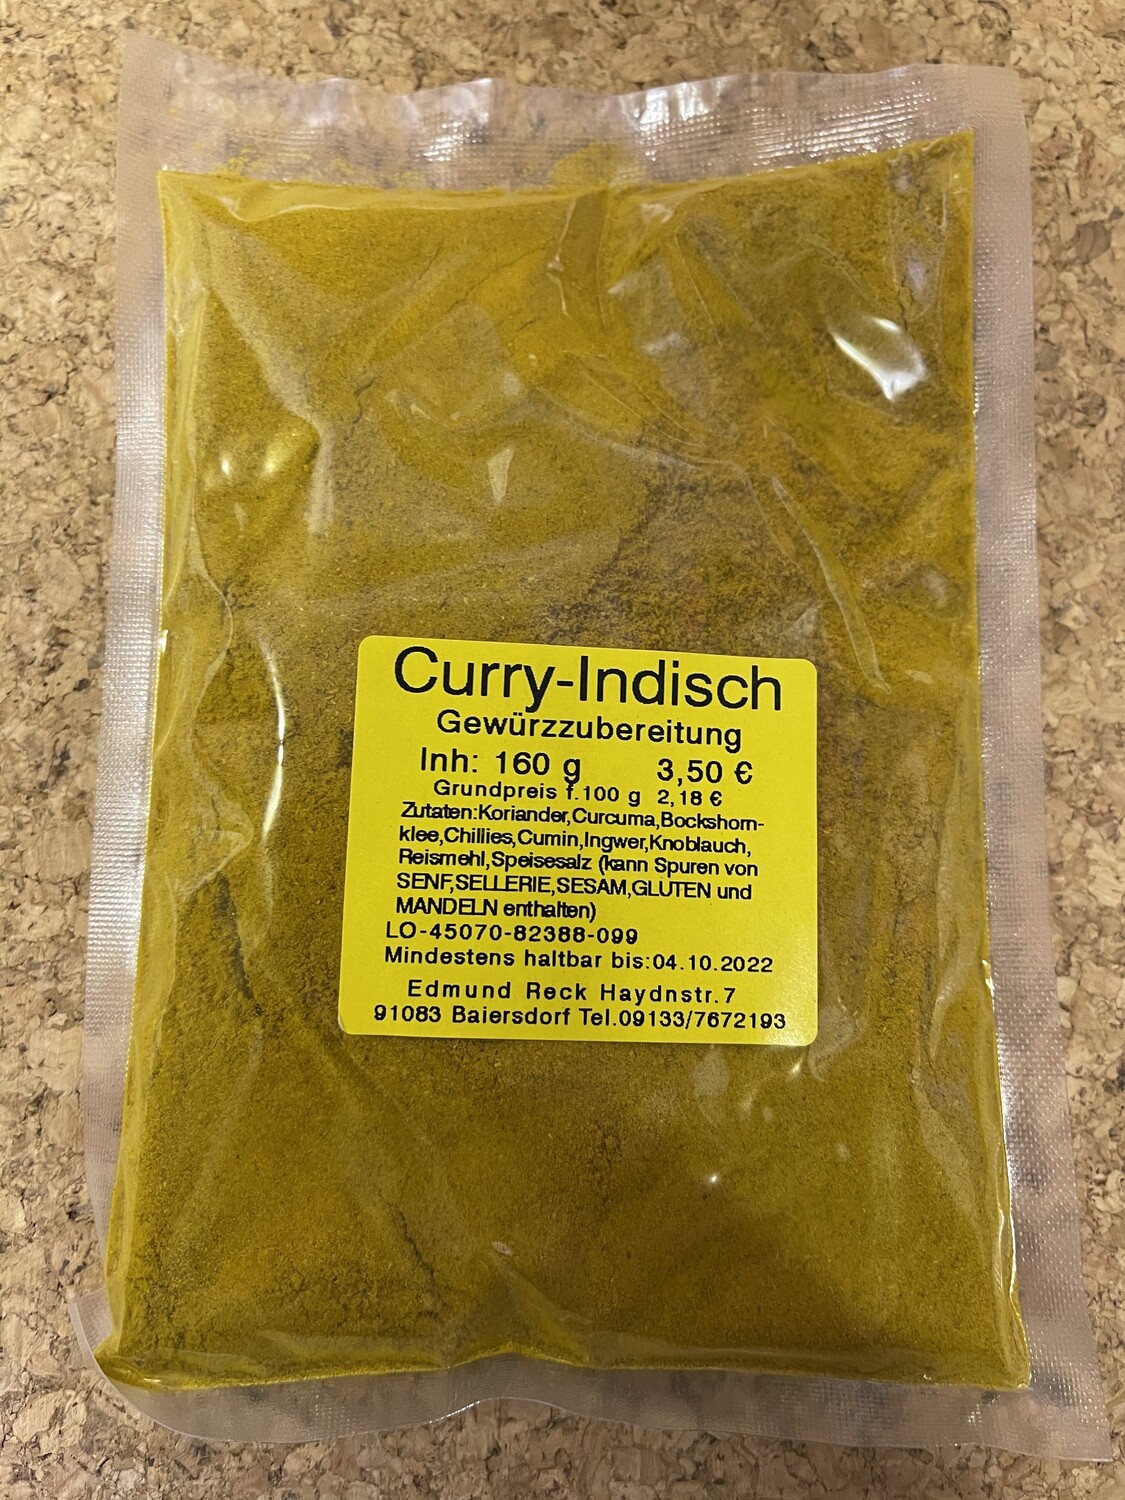 Curry-Indisch
Gewürzzubereitung
Inh: 160 g 3,50 €
Grundpreis f.100 g 2,18 €
Zutaten:Koriander,Curcuma,Bockshorn-
klee,Chillies,Cumin,Ingwer,Knoblauch,
Reismehl,Speisesalz (kann Spuren von
SENF,SELLERIE,SESAM,GLUTEN und
MANDELN enthalten)
LO-45070-82388-099
Mindestens haltbar bis:04.10.2022
Edmund Reck Haydnstr.7
91083 Baiersdorf Tel.09133/7672193